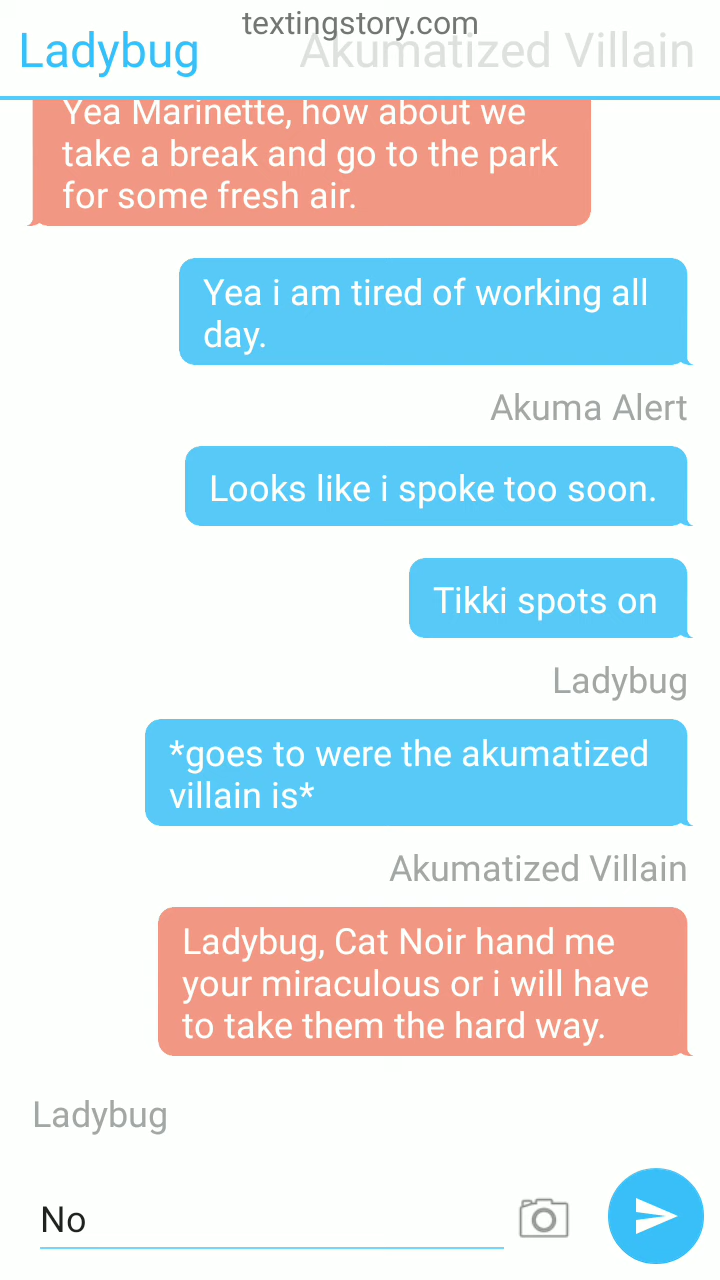 textingstory.com
Ladybug Akumatized Villain
Yea Marinette, how about we
take a break and go to the park
for some fresh air.
Yea i am tired of working all
day.
Akuma Alert
Looks like i spoke too soon.
Tikki spots on
Ladybug
*goes to were the akumatized
villain is*
Akumatized Villain
Ladybug, Cat Noir hand me
your miraculous or i will have
to take them the hard way.
Ladybug
No